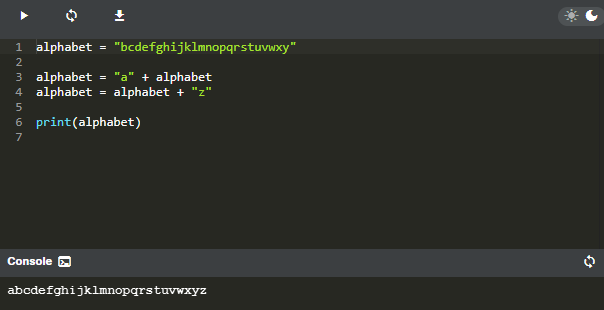 1 alphabet = "bcdefghijklmnopqrstuvwxy"
2
3 alphabet = "a" + alphabet
4 alphabet = alphabet + "z"
5
6 print(alphabet)
7
Console
abcdefghijklmnopqrstuvwxyz